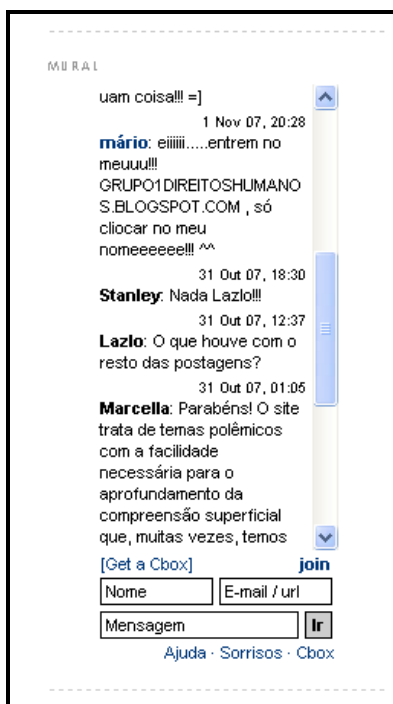 MURAL
uam coisa!!! =]
1 Nov 07, 20:28
mário: eiiiiii.....entrem no
meuuu!!!
GRUPO1DIREITOSHUMANO
S.BLOGSPOT.COM , só
cliocar no meu
nomeeeeee!!! ^^
31 Out 07, 18:30
Stanley: Nada Lazlo!!!
31 Out 07, 12:37
Lazlo: O que houve com o
resto das postagens?
31 Out 07, 01:05
Marcella: Parabéns! O site
trata de temas polêmicos
com a facilidade
necessária para o
aprofundamento da
compreensão superficial
que, muitas vezes, temos
[Get a Cbox] join
Nome E-mail / url
Mensagem Ir
Ajuda · Sorrisos · Cbox